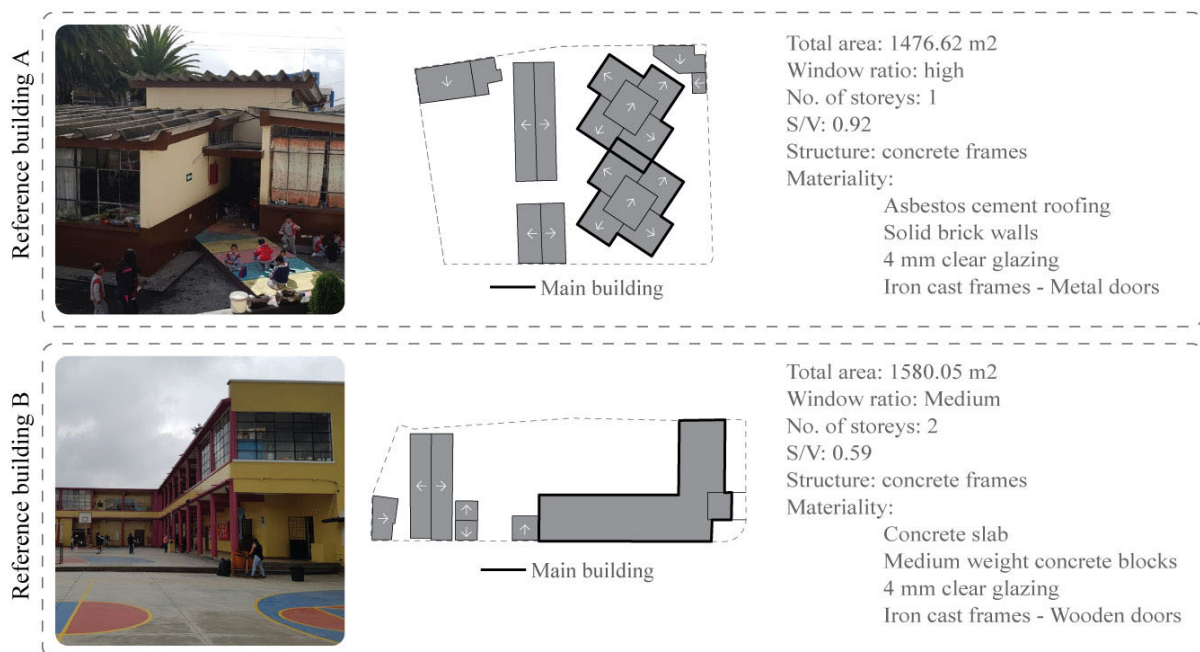 Reference building A
Total area: 1476.62 m2
Window ratio: high
No. of storeys: 1
S/V: 0.92
Structure: concrete frames
Materiality:
Asbestos cement roofing
Solid brick walls
4 mm clear glazing
Iron cast frames - Metal doors
Main building
Reference building B
Total area: 1580.05 m2
Window ratio: Medium
No. of storeys: 2
S/V: 0.59
Structure: concrete frames
Materiality:
Concrete slab
Medium weight concrete blocks
4 mm clear glazing
Iron cast frames - Wooden doors
Main building